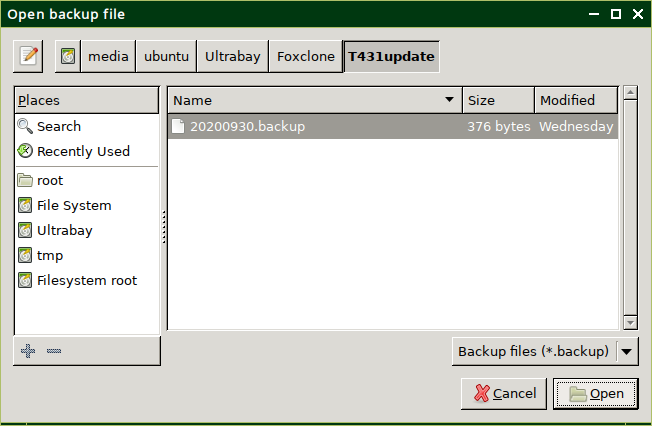 Open backup file
media ubuntu Ultrabay Foxclone T431update
Places
Search
Recently Used
root
File System
Ultrabay
tmp
Filesystem root
Name Size Modified
20200930.backup 376 bytes Wednesday
Backup files (*.backup)
Cancel Open